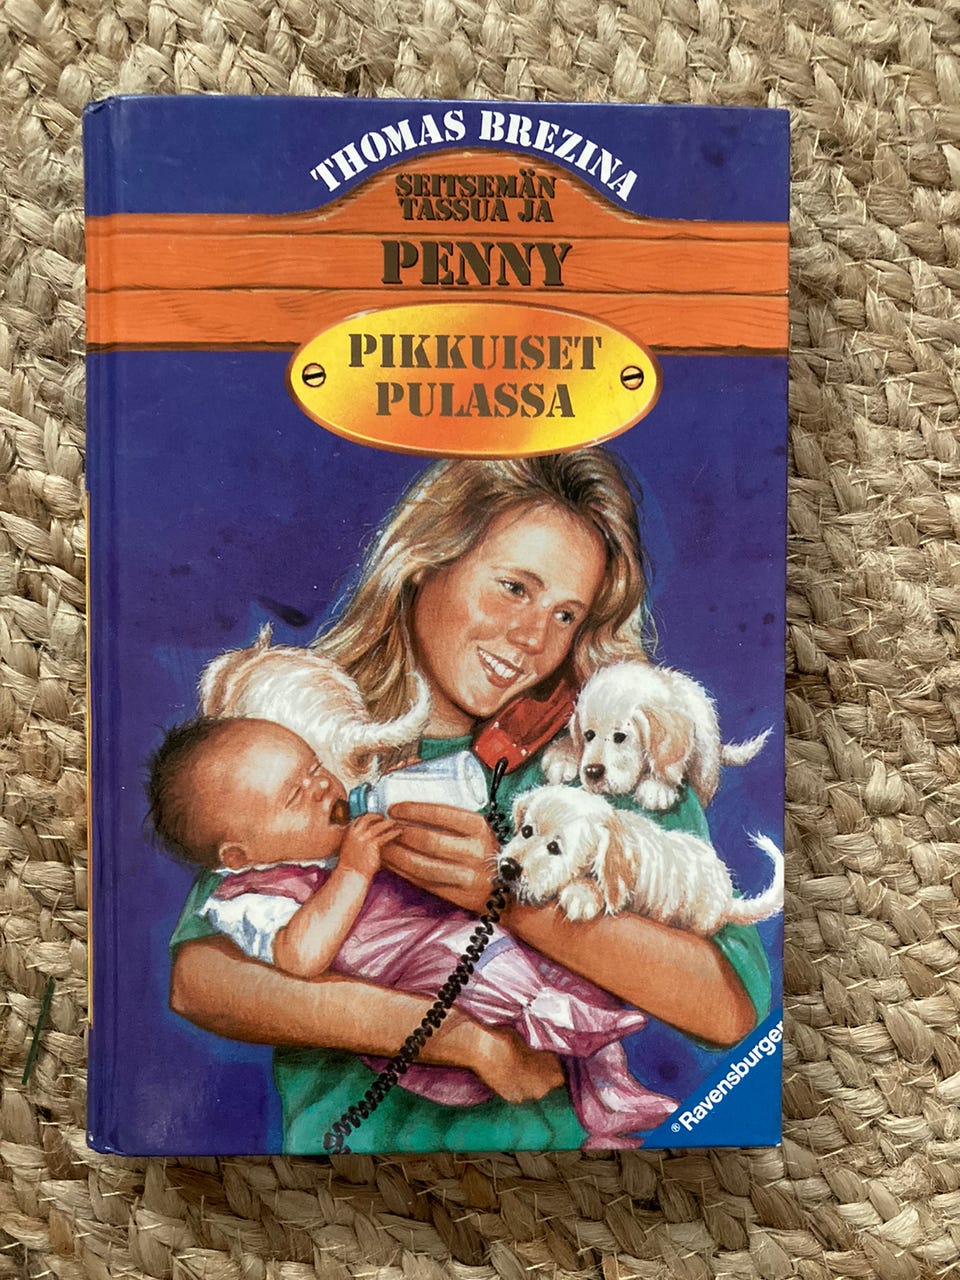 THOMAS BREZINA
SEITSEMÄN
TASSUA JA
PENNY
PIKKUISET
PULASSA
® Ravensburger